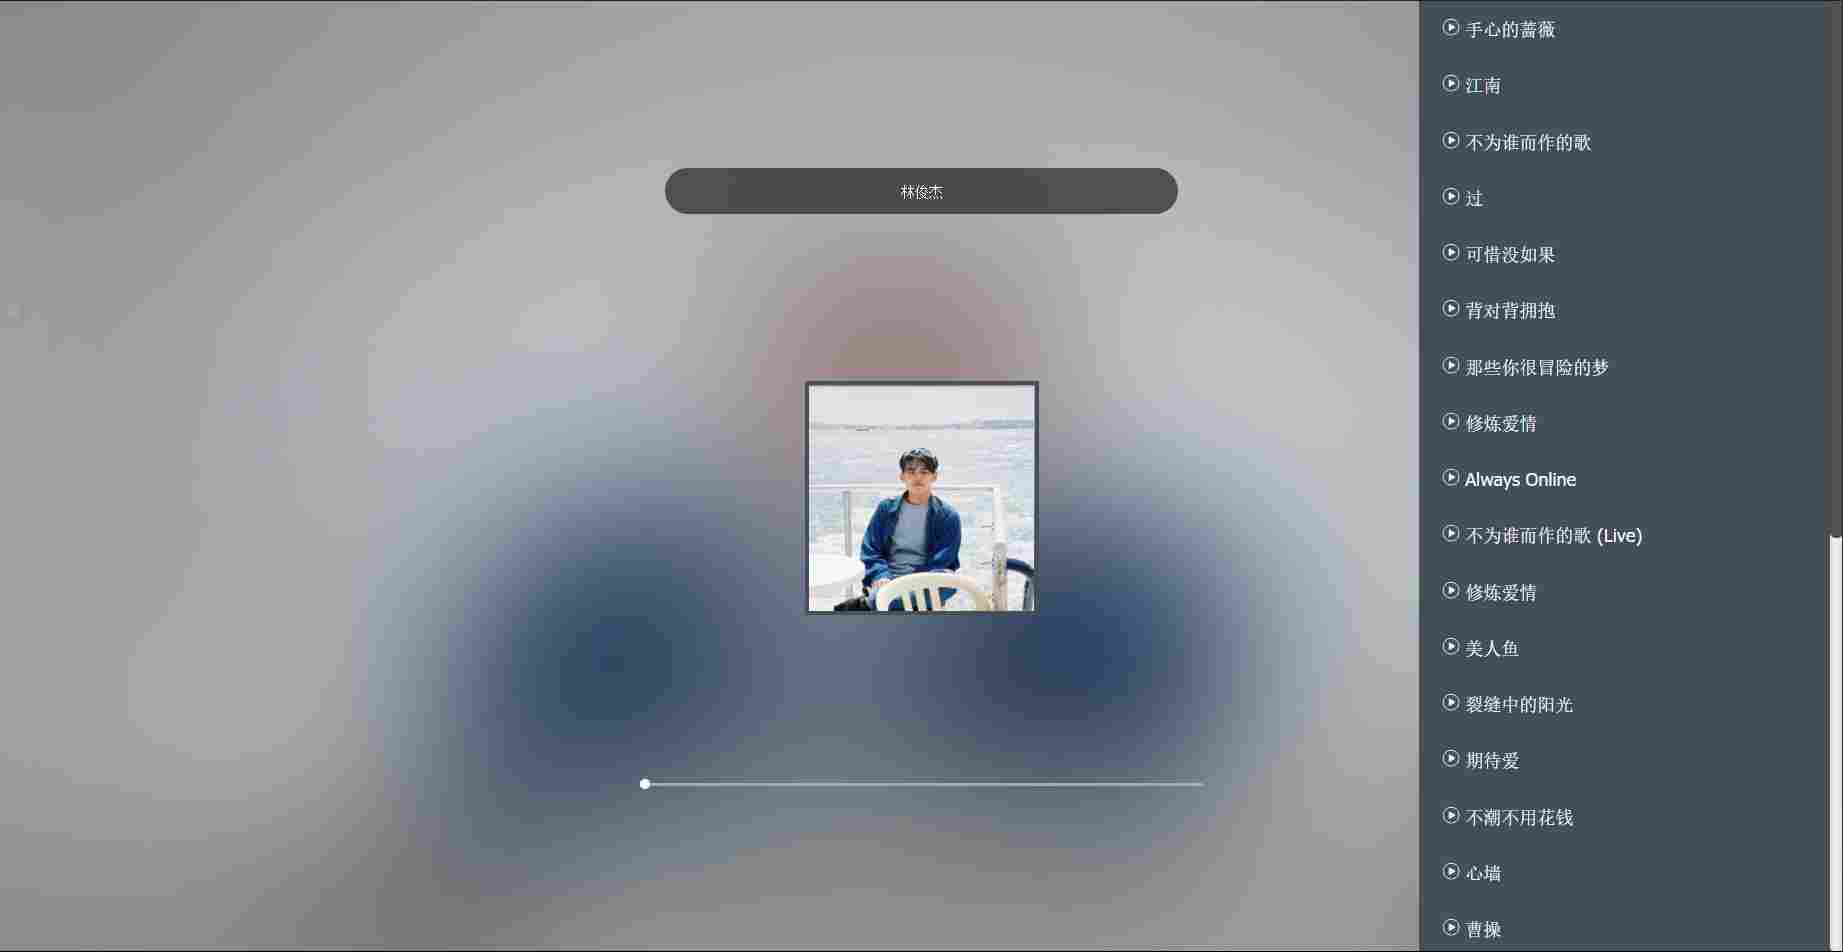 林俊杰
手心的蔷薇
江南
不为谁而作的歌
过
可惜没如果
背对背拥抱
那些你很冒险的梦
修炼爱情
Always Online
不为谁而作的歌 (Live)
修炼爱情
美人鱼
裂缝中的阳光
期待爱
不潮不用花钱
心墙
曹操